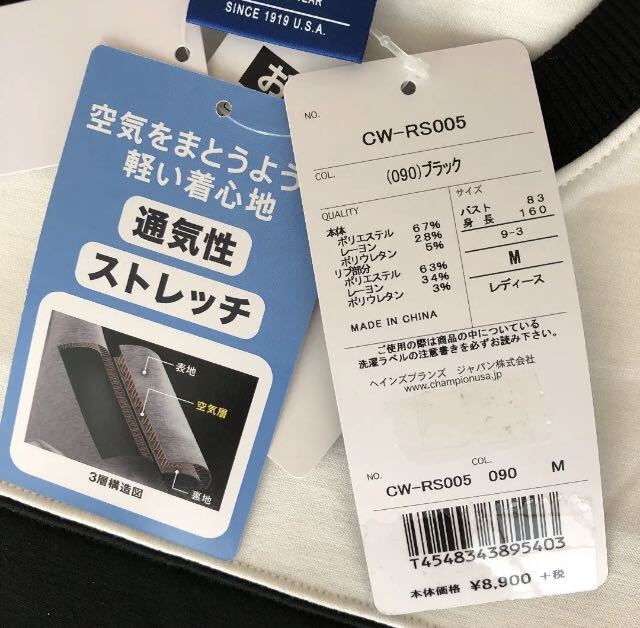 SINCE 1919 U.S.A.
お
空気をまとうよう
軽い着心地
通気性
ストレッチ
表地
空気層
裏地
3層構造図
NO.
CW-RS005
COL.
(090)ブラック
QUALITY
サイズ
本体
ポリエステル 67%
レーヨン 28%
ポリウレタン 5%
リブ部分
ポリエステル 63%
レーヨン 34%
ポリウレタン 3%
バスト 83
身長 160
9-3
M
レディース
MADE IN CHINA
ご使用の際は商品の中についている
洗濯ラベルの注意書きを必ずお読み下さい。
ヘインズブランズ ジャパン株式会社
www.championusa.jp
NO. COL.
CW-RS005 090 M
T4548343895403
本体価格 ¥8,900 +税